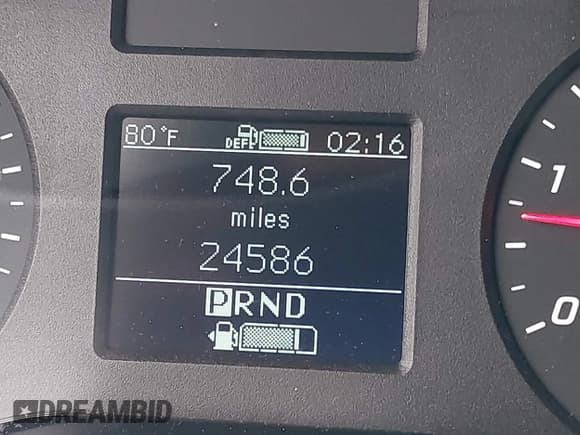 80°F DEF 02:16
748.6
miles
24586
PRND
1
0
DREAMBID